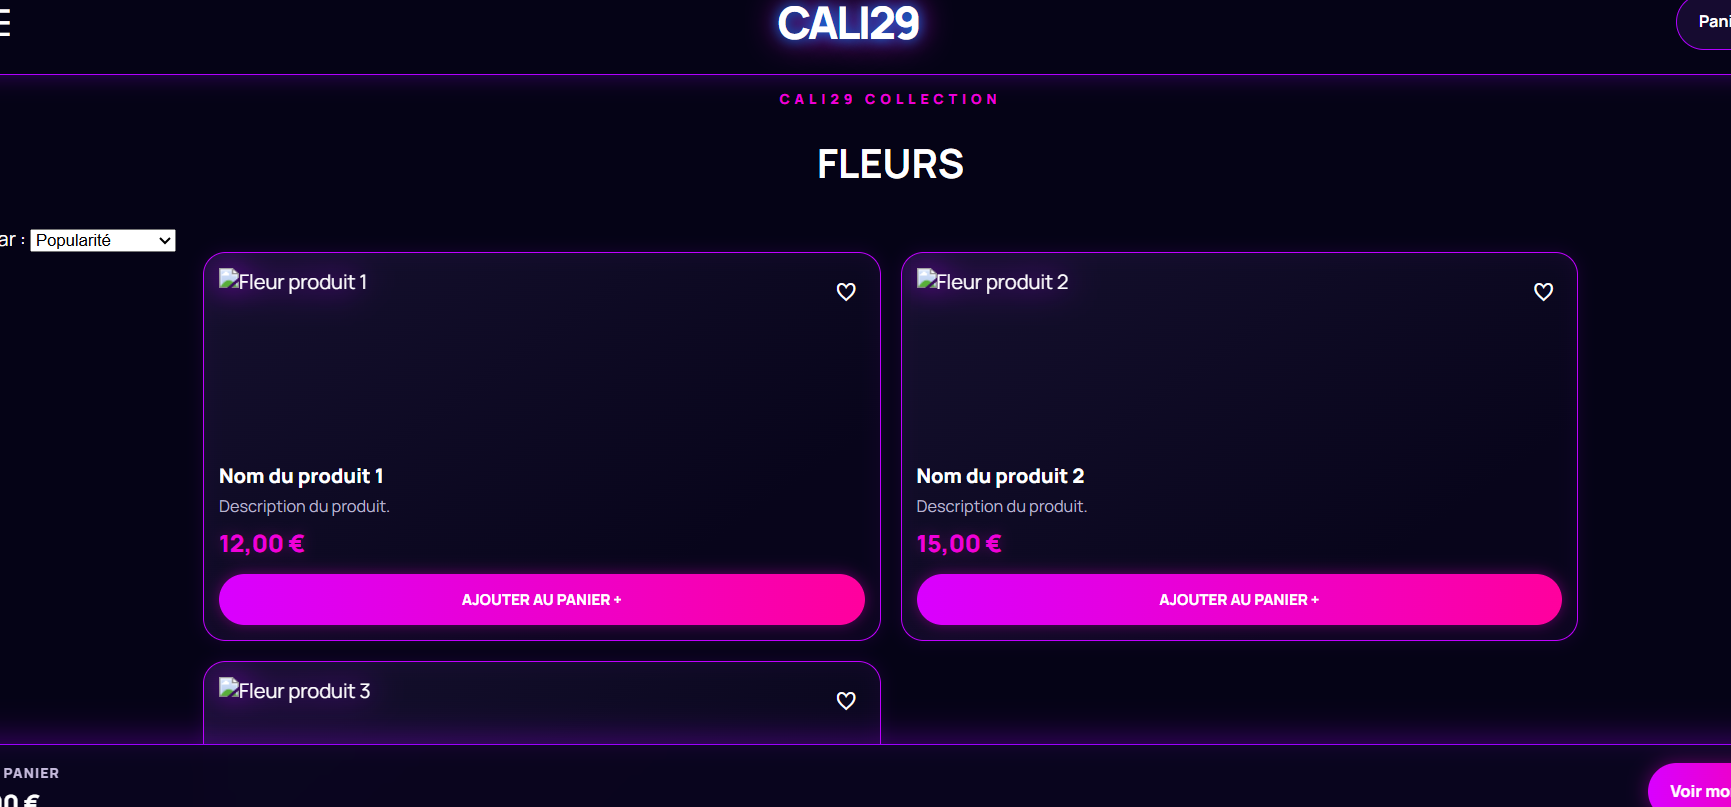 CALI29
Pani
CALI29 COLLECTION
FLEURS
ar : Popularité
Fleur produit 1
Fleur produit 2
Nom du produit 1
Nom du produit 2
Description du produit.
Description du produit.
12,00 €
15,00 €
AJOUTER AU PANIER +
AJOUTER AU PANIER +
Fleur produit 3
PANIER
00 €
Voir mo